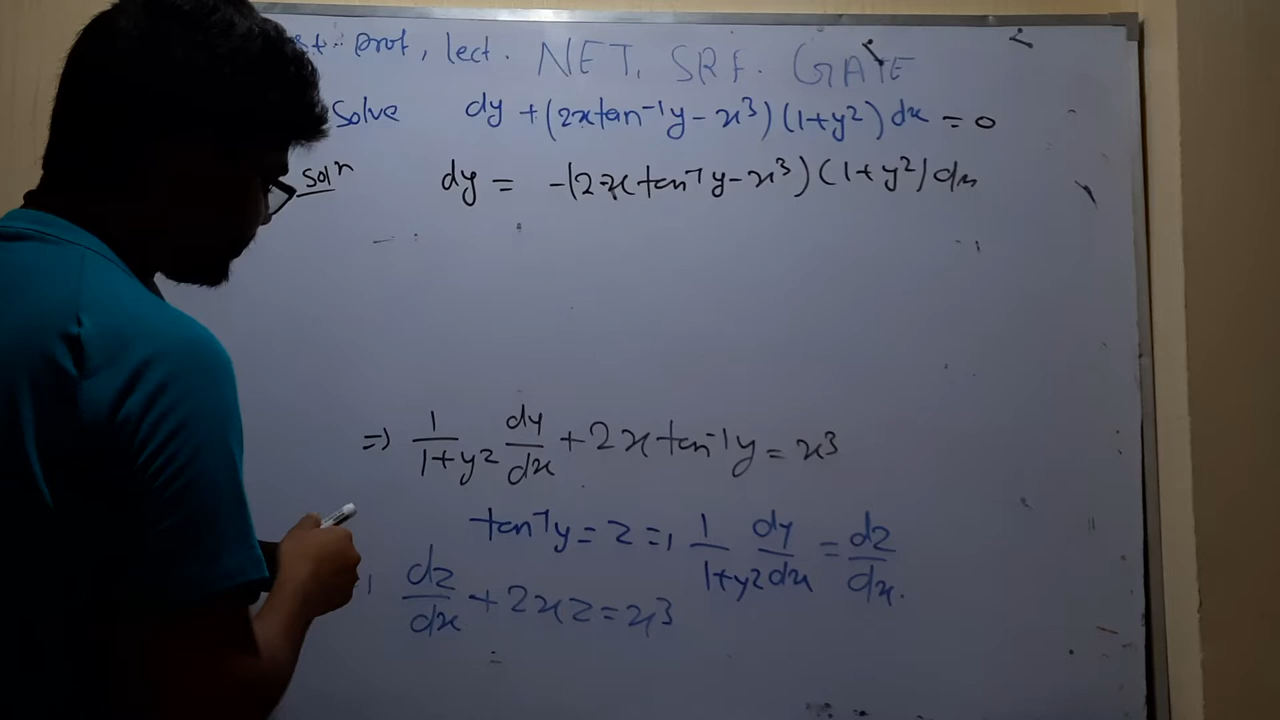 prof, lect. NET, SRF. GATE
Solve dy + (2x tan⁻¹y - x³)(1+y²) dx = 0
Solⁿ dy = -(2x tan⁻¹y - x³)(1+y²) dx
=> 1/(1+y²) dy/dx + 2x tan⁻¹y = x³
tan⁻¹y = z => 1/(1+y²) dy/dx = dz/dx.
dz/dx + 2xz = x³